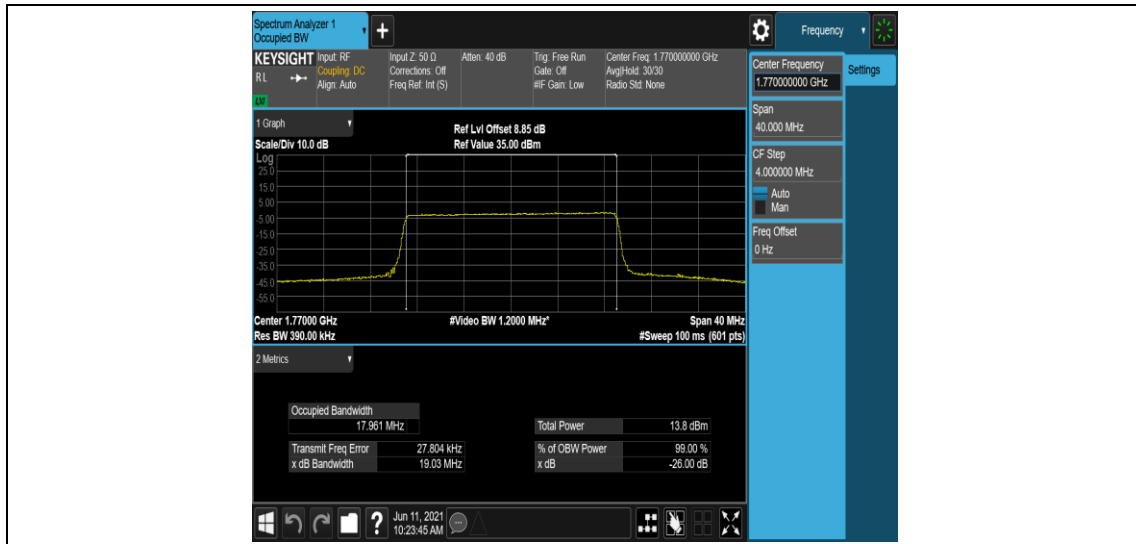 Spectrum Analyzer 1
Occupied BW
+
Frequency
KEYSIGHT
RL
LXI
Input: RF
Coupling: DC
Align: Auto
Input Z: 50 Ω
Corrections: Off
Freq Ref: Int (S)
Atten: 40 dB
Trig: Free Run
Gate: Off
#IF Gain: Low
Center Freq: 1.770000000 GHz
Avg|Hold: 30/30
Radio Std: None
Center Frequency
1.770000000 GHz
Settings
Span
40.000 MHz
CF Step
4.000000 MHz
Auto
Man
Freq Offset
0 Hz
1 Graph
Scale/Div 10.0 dB
Ref Lvl Offset 8.85 dB
Ref Value 35.00 dBm
Log
25.0
15.0
5.00
-5.00
-15.0
-25.0
-35.0
-45.0
-55.0
Center 1.77000 GHz
#Video BW 1.2000 MHz*
Span 40 MHz
Res BW 390.00 kHz
#Sweep 100 ms (601 pts)
2 Metrics
Occupied Bandwidth
17.961 MHz
Total Power 13.8 dBm
Transmit Freq Error 27.804 kHz
% of OBW Power 99.00 %
x dB Bandwidth 19.03 MHz
x dB -26.00 dB
?
Jun 11, 2021
10:23:45 AM